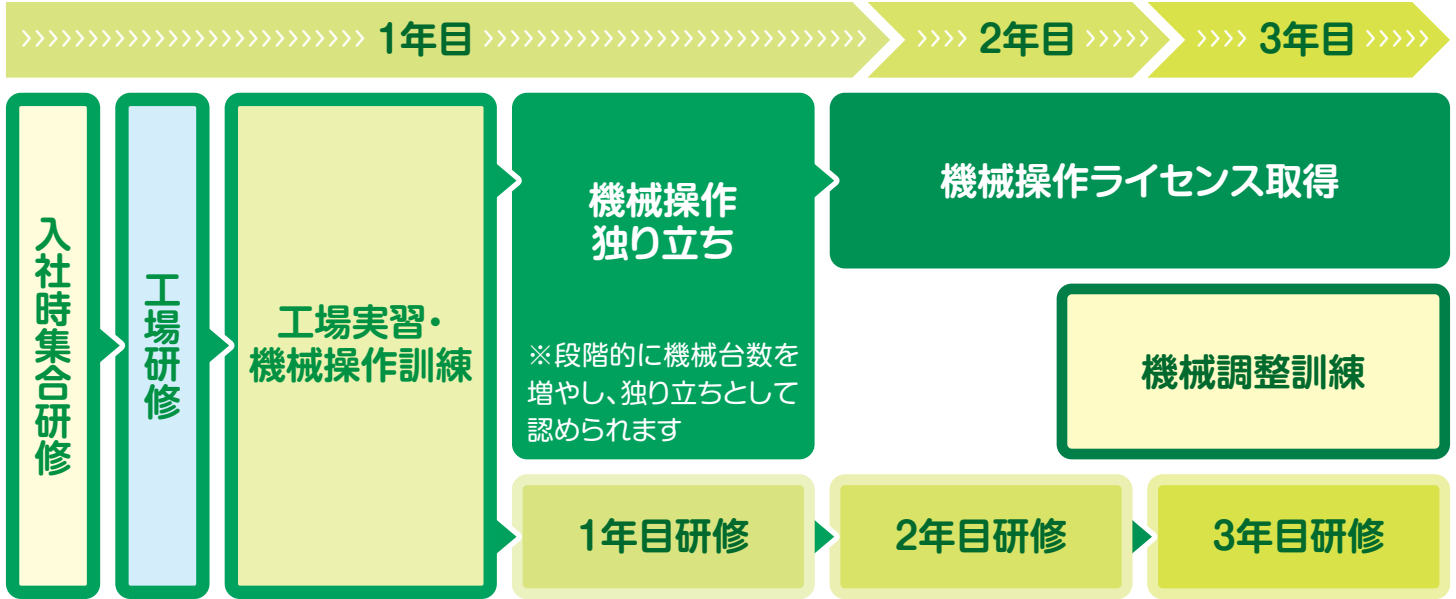 1年目
2年目
3年目
入社時集合研修
工場研修
工場実習・
機械操作訓練
機械操作
独り立ち
※段階的に機械台数を
増やし、独り立ちとして
認められます
機械操作ライセンス取得
機械調整訓練
1年目研修
2年目研修
3年目研修